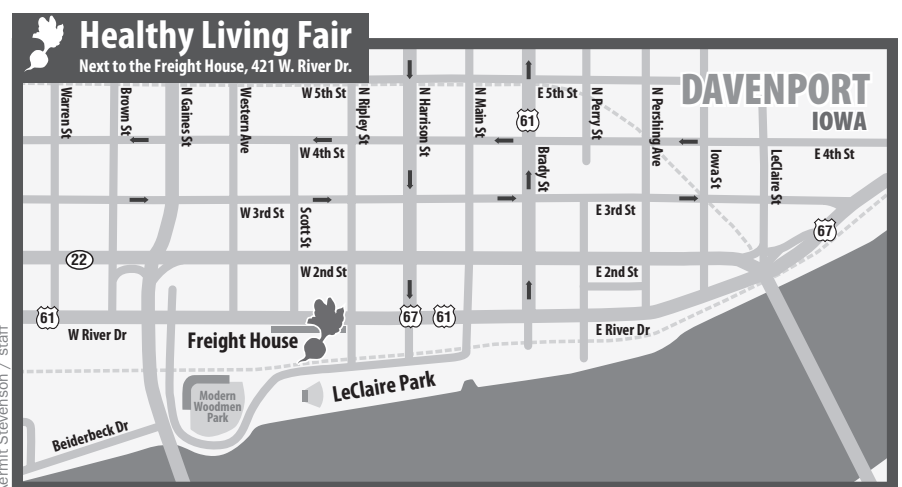 Healthy Living Fair
Next to the Freight House, 421 W. River Dr.
DAVENPORT
IOWA
Warren St
Brown St
N Gaines St
Western Ave
W 5th St
N Ripley St
N Harrison St
N Main St
E 5th St
61
N Perry St
N Pershing Ave
W 4th St
Brady St
Iowa St
LeClaire St
E 4th St
W 3rd St
Scott St
E 3rd St
67
22
W 2nd St
E 2nd St
61
W River Dr
67
61
E River Dr
Freight House
LeClaire Park
Modern
Woodmen
Park
Beiderbeck Dr
Kermit Stevenson / staff